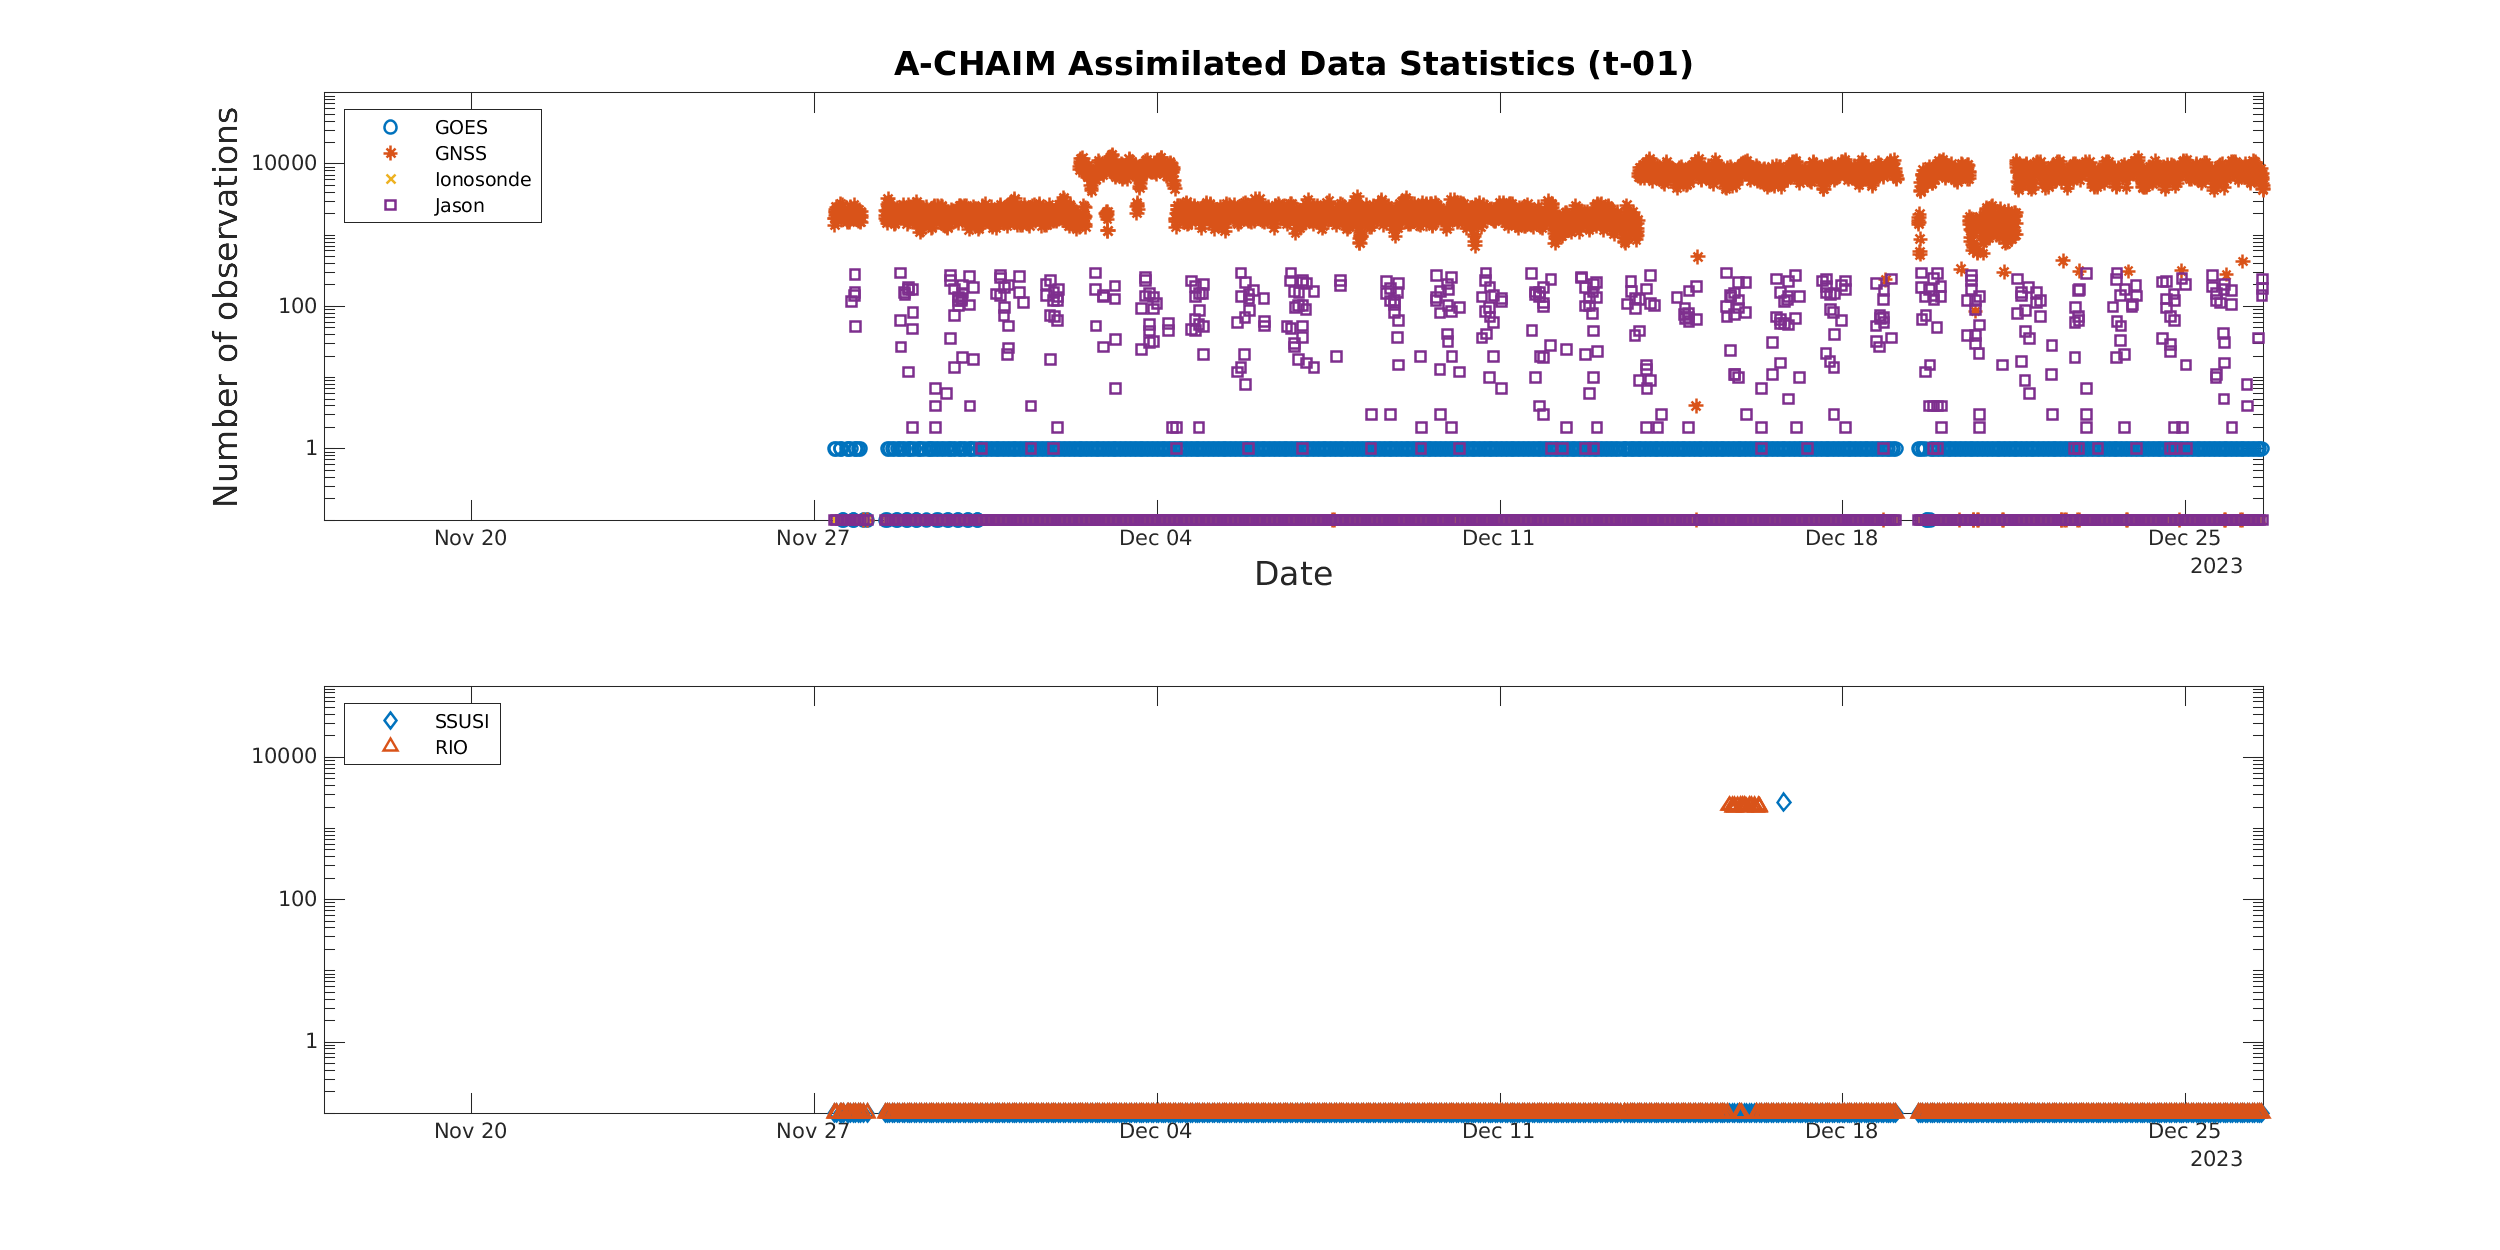 A-CHAIM Assimilated Data Statistics (t-01)
Number of observations
10000
100
1
GOES
GNSS
Ionosonde
Jason
Nov 20
Nov 27
Dec 04
Dec 11
Dec 18
Dec 25
2023
Date
10000
100
1
SSUSI
RIO
Nov 20
Nov 27
Dec 04
Dec 11
Dec 18
Dec 25
2023